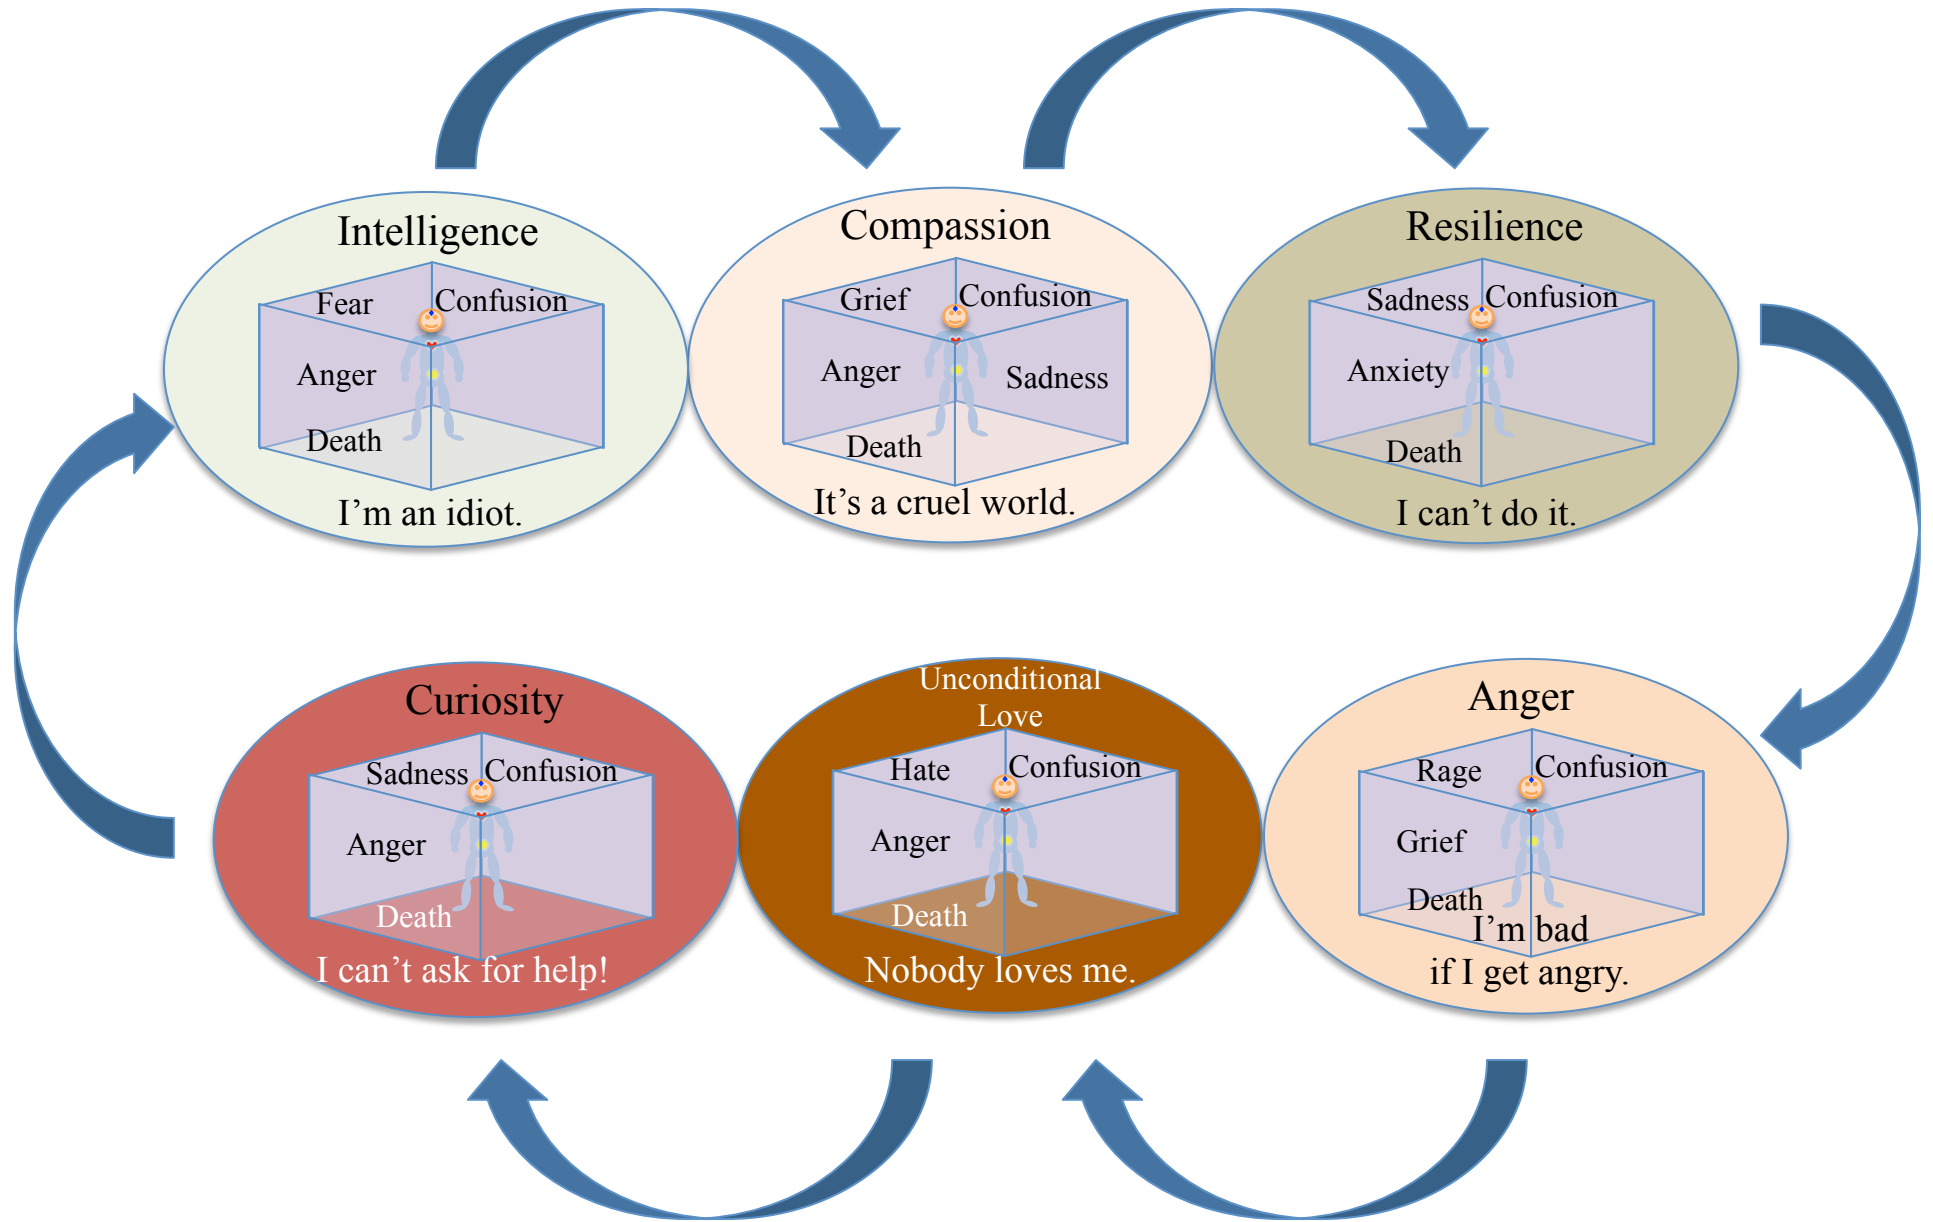 Intelligence
Fear Confusion
Anger
Death
I’m an idiot.
Compassion
Grief Confusion
Anger Sadness
Death
It’s a cruel world.
Resilience
Sadness Confusion
Anxiety
Death
I can’t do it.
Curiosity
Sadness Confusion
Anger
Death
I can’t ask for help!
Unconditional
Love
Hate Confusion
Anger
Death
Nobody loves me.
Anger
Rage Confusion
Grief
Death
I’m bad
if I get angry.